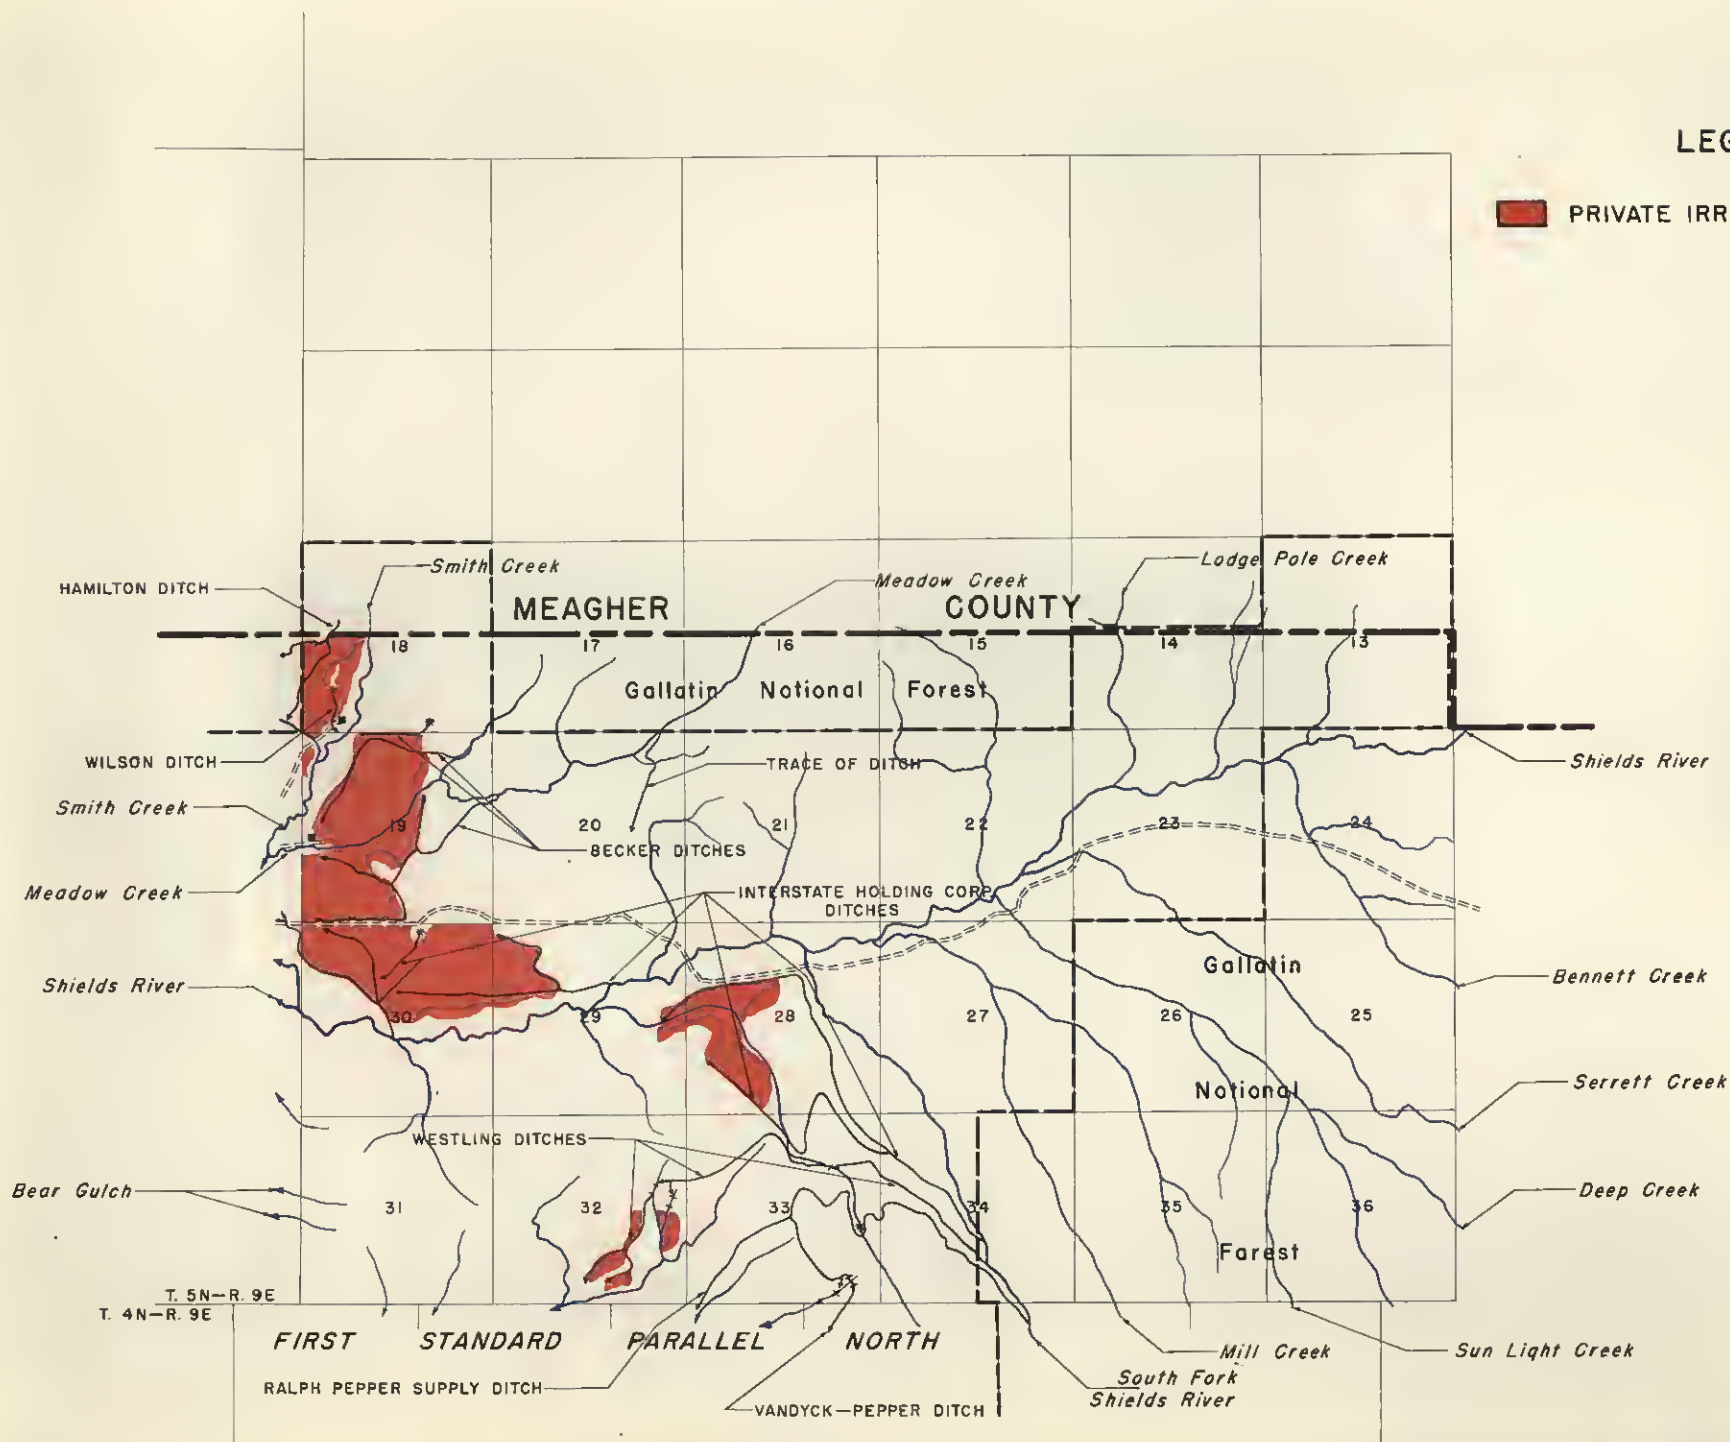 LEG
PRIVATE IRR
Smith Creek
Meadow Creek
Lodge Pole Creek
HAMILTON DITCH
MEAGHER COUNTY
18
17
16
15
14
13
Gallatin National Forest
WILSON DITCH
TRACE OF DITCH
Shields River
Smith Creek
19
20
21
22
23
24
BECKER DITCHES
Meadow Creek
INTERSTATE HOLDING CORP.
DITCHES
Shields River
Gallatin
Bennett Creek
30
29
28
27
26
25
National
Serrett Creek
WESTLING DITCHES
Bear Gulch
31
32
33
34
35
36
Deep Creek
Forest
T. 5N—R. 9E
T. 4N—R. 9E
FIRST STANDARD PARALLEL NORTH
Mill Creek
Sun Light Creek
RALPH PEPPER SUPPLY DITCH
South Fork
Shields River
VANDYCK—PEPPER DITCH